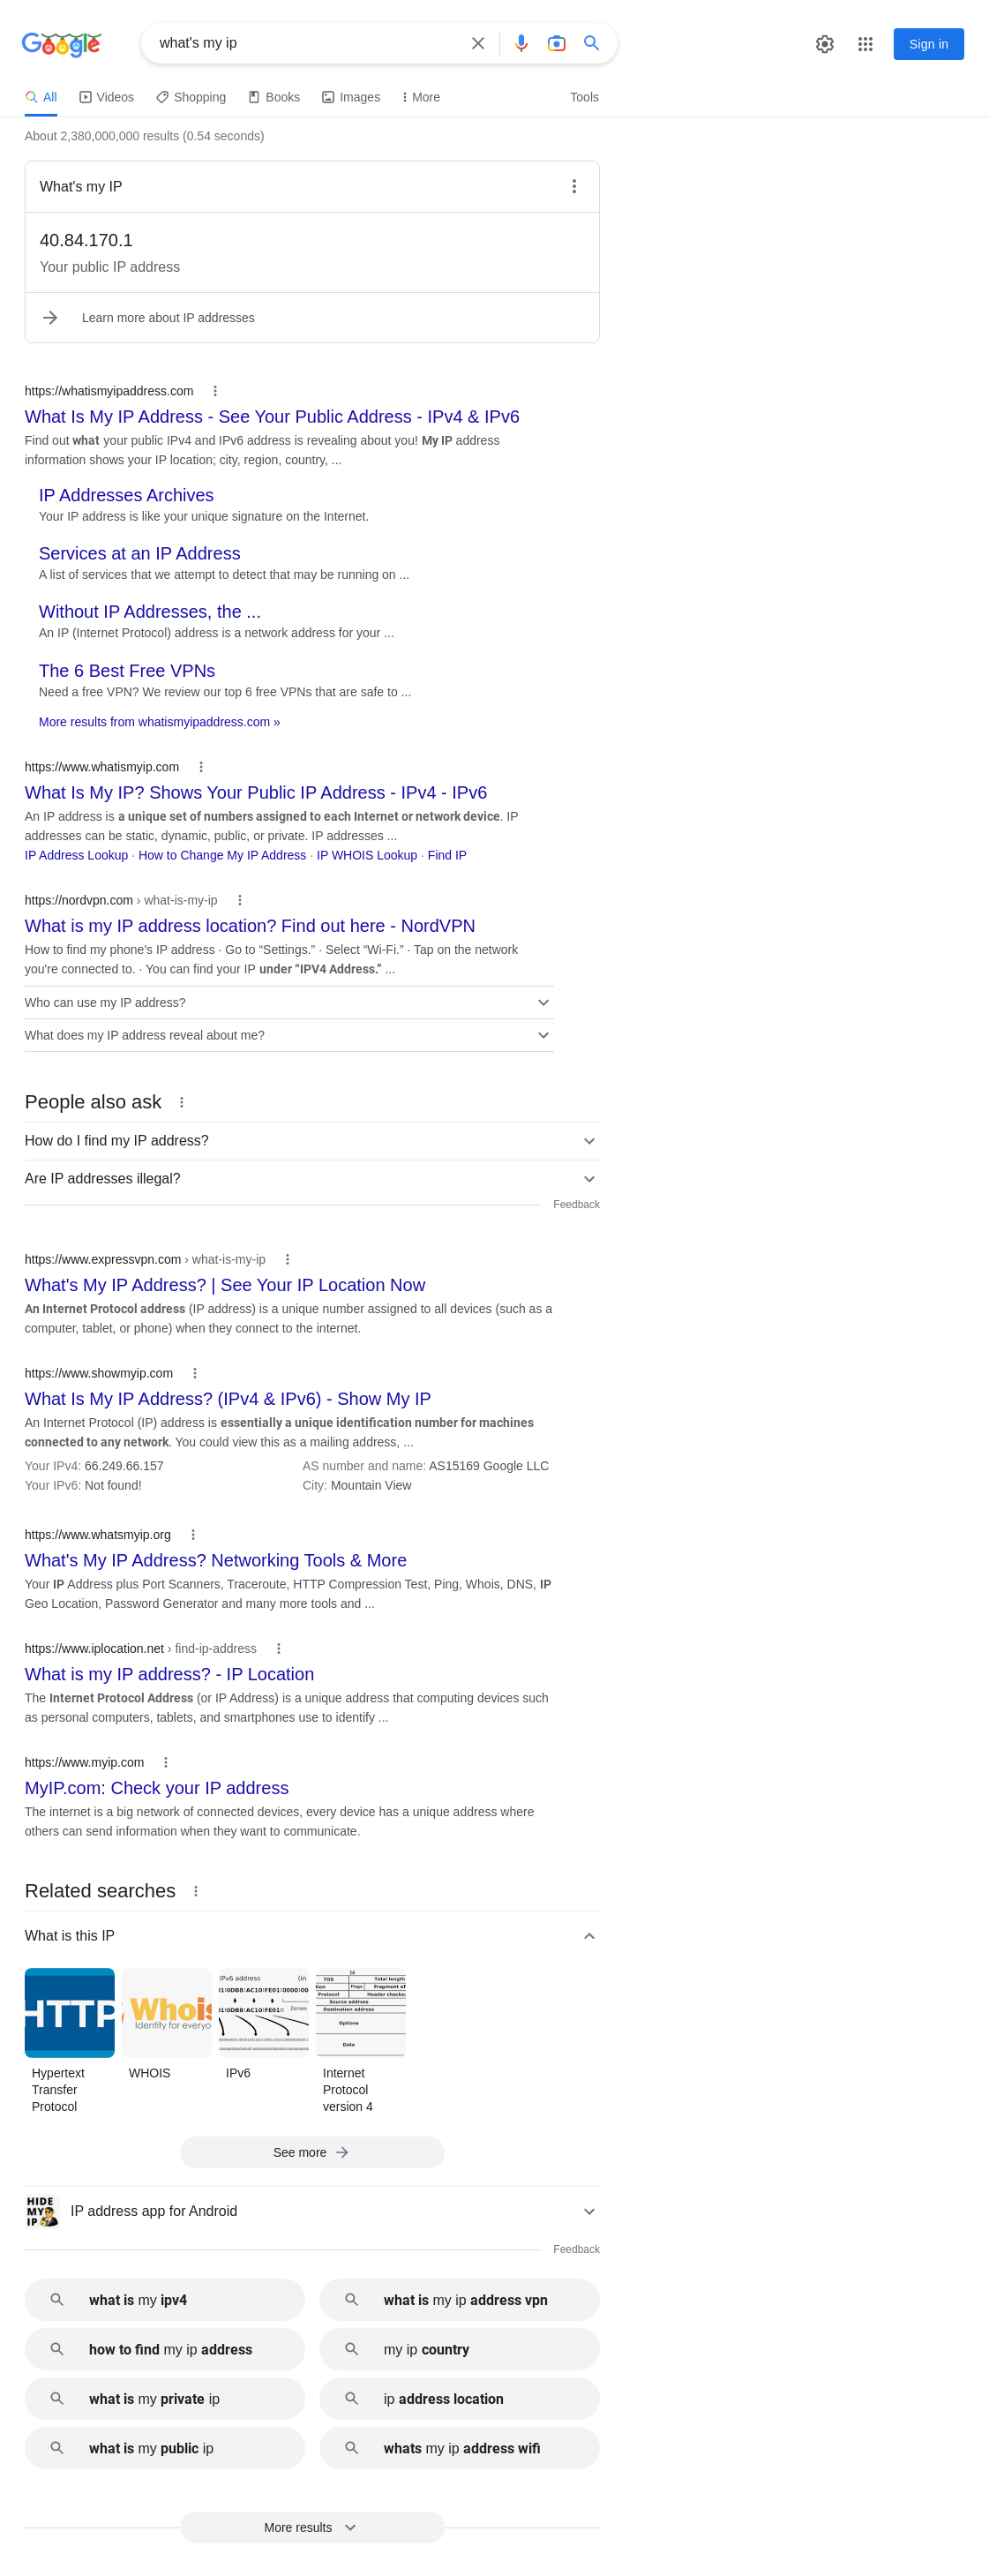 Google
what's my ip
Sign in
All
Videos
Shopping
Books
Images
More
Tools
About 2,380,000,000 results (0.54 seconds)
What's my IP
40.84.170.1
Your public IP address
Learn more about IP addresses
https://whatismyipaddress.com
What Is My IP Address - See Your Public Address - IPv4 & IPv6
Find out what your public IPv4 and IPv6 address is revealing about you! My IP address
information shows your IP location; city, region, country, ...
IP Addresses Archives
Your IP address is like your unique signature on the Internet.
Services at an IP Address
A list of services that we attempt to detect that may be running on ...
Without IP Addresses, the ...
An IP (Internet Protocol) address is a network address for your ...
The 6 Best Free VPNs
Need a free VPN? We review our top 6 free VPNs that are safe to ...
More results from whatismyipaddress.com »
https://www.whatismyip.com
What Is My IP? Shows Your Public IP Address - IPv4 - IPv6
An IP address is a unique set of numbers assigned to each Internet or network device. IP
addresses can be static, dynamic, public, or private. IP addresses ...
IP Address Lookup · How to Change My IP Address · IP WHOIS Lookup · Find IP
https://nordvpn.com › what-is-my-ip
What is my IP address location? Find out here - NordVPN
How to find my phone's IP address · Go to “Settings.” · Select “Wi-Fi.” · Tap on the network
you're connected to. · You can find your IP under “IPV4 Address.” ...
Who can use my IP address?
What does my IP address reveal about me?
People also ask
How do I find my IP address?
Are IP addresses illegal?
Feedback
https://www.expressvpn.com › what-is-my-ip
What's My IP Address? | See Your IP Location Now
An Internet Protocol address (IP address) is a unique number assigned to all devices (such as a
computer, tablet, or phone) when they connect to the internet.
https://www.showmyip.com
What Is My IP Address? (IPv4 & IPv6) - Show My IP
An Internet Protocol (IP) address is essentially a unique identification number for machines
connected to any network. You could view this as a mailing address, ...
Your IPv4: 66.249.66.157
AS number and name: AS15169 Google LLC
Your IPv6: Not found!
City: Mountain View
https://www.whatsmyip.org
What's My IP Address? Networking Tools & More
Your IP Address plus Port Scanners, Traceroute, HTTP Compression Test, Ping, Whois, DNS, IP
Geo Location, Password Generator and many more tools and ...
https://www.iplocation.net › find-ip-address
What is my IP address? - IP Location
The Internet Protocol Address (or IP Address) is a unique address that computing devices such
as personal computers, tablets, and smartphones use to identify ...
https://www.myip.com
MyIP.com: Check your IP address
The internet is a big network of connected devices, every device has a unique address where
others can send information when they want to communicate.
Related searches
What is this IP
HTTP
Whois
Identity for everyo
IPv6 address (in
Zeroes
16
TOS Total length
Flags Fragment of
Protocol Header checks
Source address
Destination address
Options
Data
Hypertext
Transfer
Protocol
WHOIS
IPv6
Internet
Protocol
version 4
See more
HIDE
MY
IP
IP address app for Android
Feedback
what is my ipv4
what is my ip address vpn
how to find my ip address
my ip country
what is my private ip
ip address location
what is my public ip
whats my ip address wifi
More results